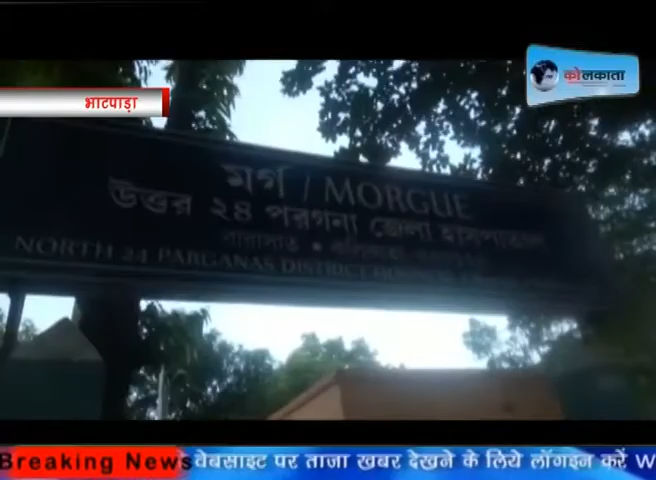 कोलकाता
भाटपाड़ा
মর্গ / MORGUE
উত্তর ২৪ পরগনা জেলা হাসপাতাল
বারাসাত •
NORTH 24 PARGANAS DISTRICT
Breaking News वेबसाइट पर ताजा खबर देखने के लिये लॉगइन करें W